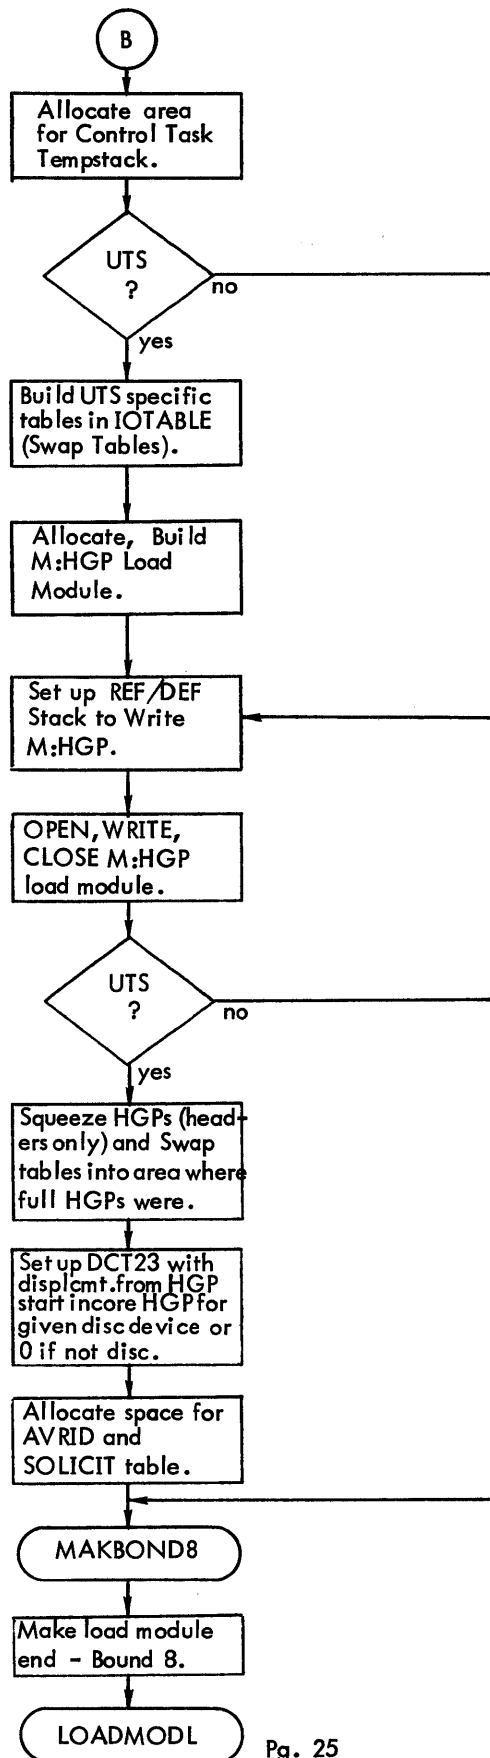 B
Allocate area
for Control Task
Tempstack.
UTS
?
no
yes
Build UTS specific
tables in IOTABLE
(Swap Tables).
Allocate, Build
M:HGP Load
Module.
Set up REF/DEF
Stack to Write
M:HGP.
OPEN, WRITE,
CLOSE M:HGP
load module.
UTS
?
no
yes
Squeeze HGPs (head-
ers only) and Swap
tables into area where
full HGPs were.
Set up DCT23 with
displcmt. from HGP
start incore HGP for
given disc device or
0 if not disc.
Allocate space for
AVRID and
SOLICIT table.
MAKBOND8
Make load module
end - Bound 8.
LOADMODL
Pg. 25